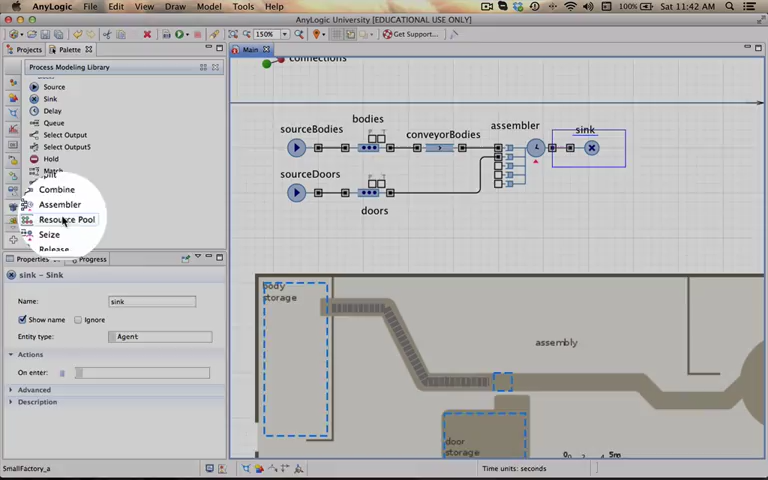 AnyLogic File Edit View Draw Model Tools Help 100% Sat 11:42 AM
AnyLogic University [EDUCATIONAL USE ONLY]
150% Get Support...
Projects Palette Main
Process Modeling Library
connections
Source
Sink
Delay
Queue
Select Output
Select Output5
Hold
Match
Split
Combine
Assembler
Resource Pool
Seize
Release
bodies
sourceBodies
conveyorBodies
assembler
sink
sourceDoors
doors
Properties Progress
sink - Sink
Name: sink
Show name Ignore
Entity type: Agent
Actions
On enter:
Advanced
Description
body
storage
assembly
door
storage
0 5m
SmallFactory_a
Time units: seconds